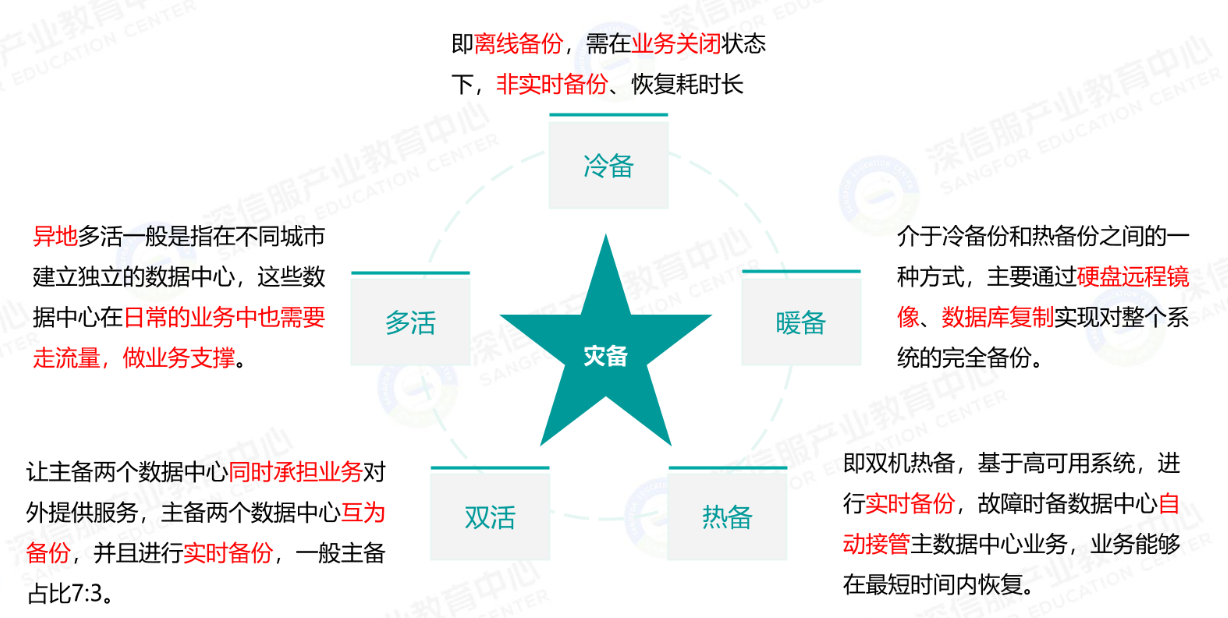 即离线备份，需在业务关闭状态
下，非实时备份、恢复耗时长
冷备
异地多活一般是指在不同城市
建立独立的数据中心，这些数
据中心在日常的业务中也需要
走流量，做业务支撑。
多活
灾备
暖备
介于冷备份和热备份之间的一
种方式，主要通过硬盘远程镜
像、数据库复制实现对整个系
统的完全备份。
让主备两个数据中心同时承担业务对
外提供服务，主备两个数据中心互为
备份，并且进行实时备份，一般主备
占比7:3。
双活
热备
即双机热备，基于高可用系统，进
行实时备份，故障时备数据中心自
动接管主数据中心业务，业务能够
在最短时间内恢复。
深信服产业教育中心
SANGFOR EDUCATION CENTER